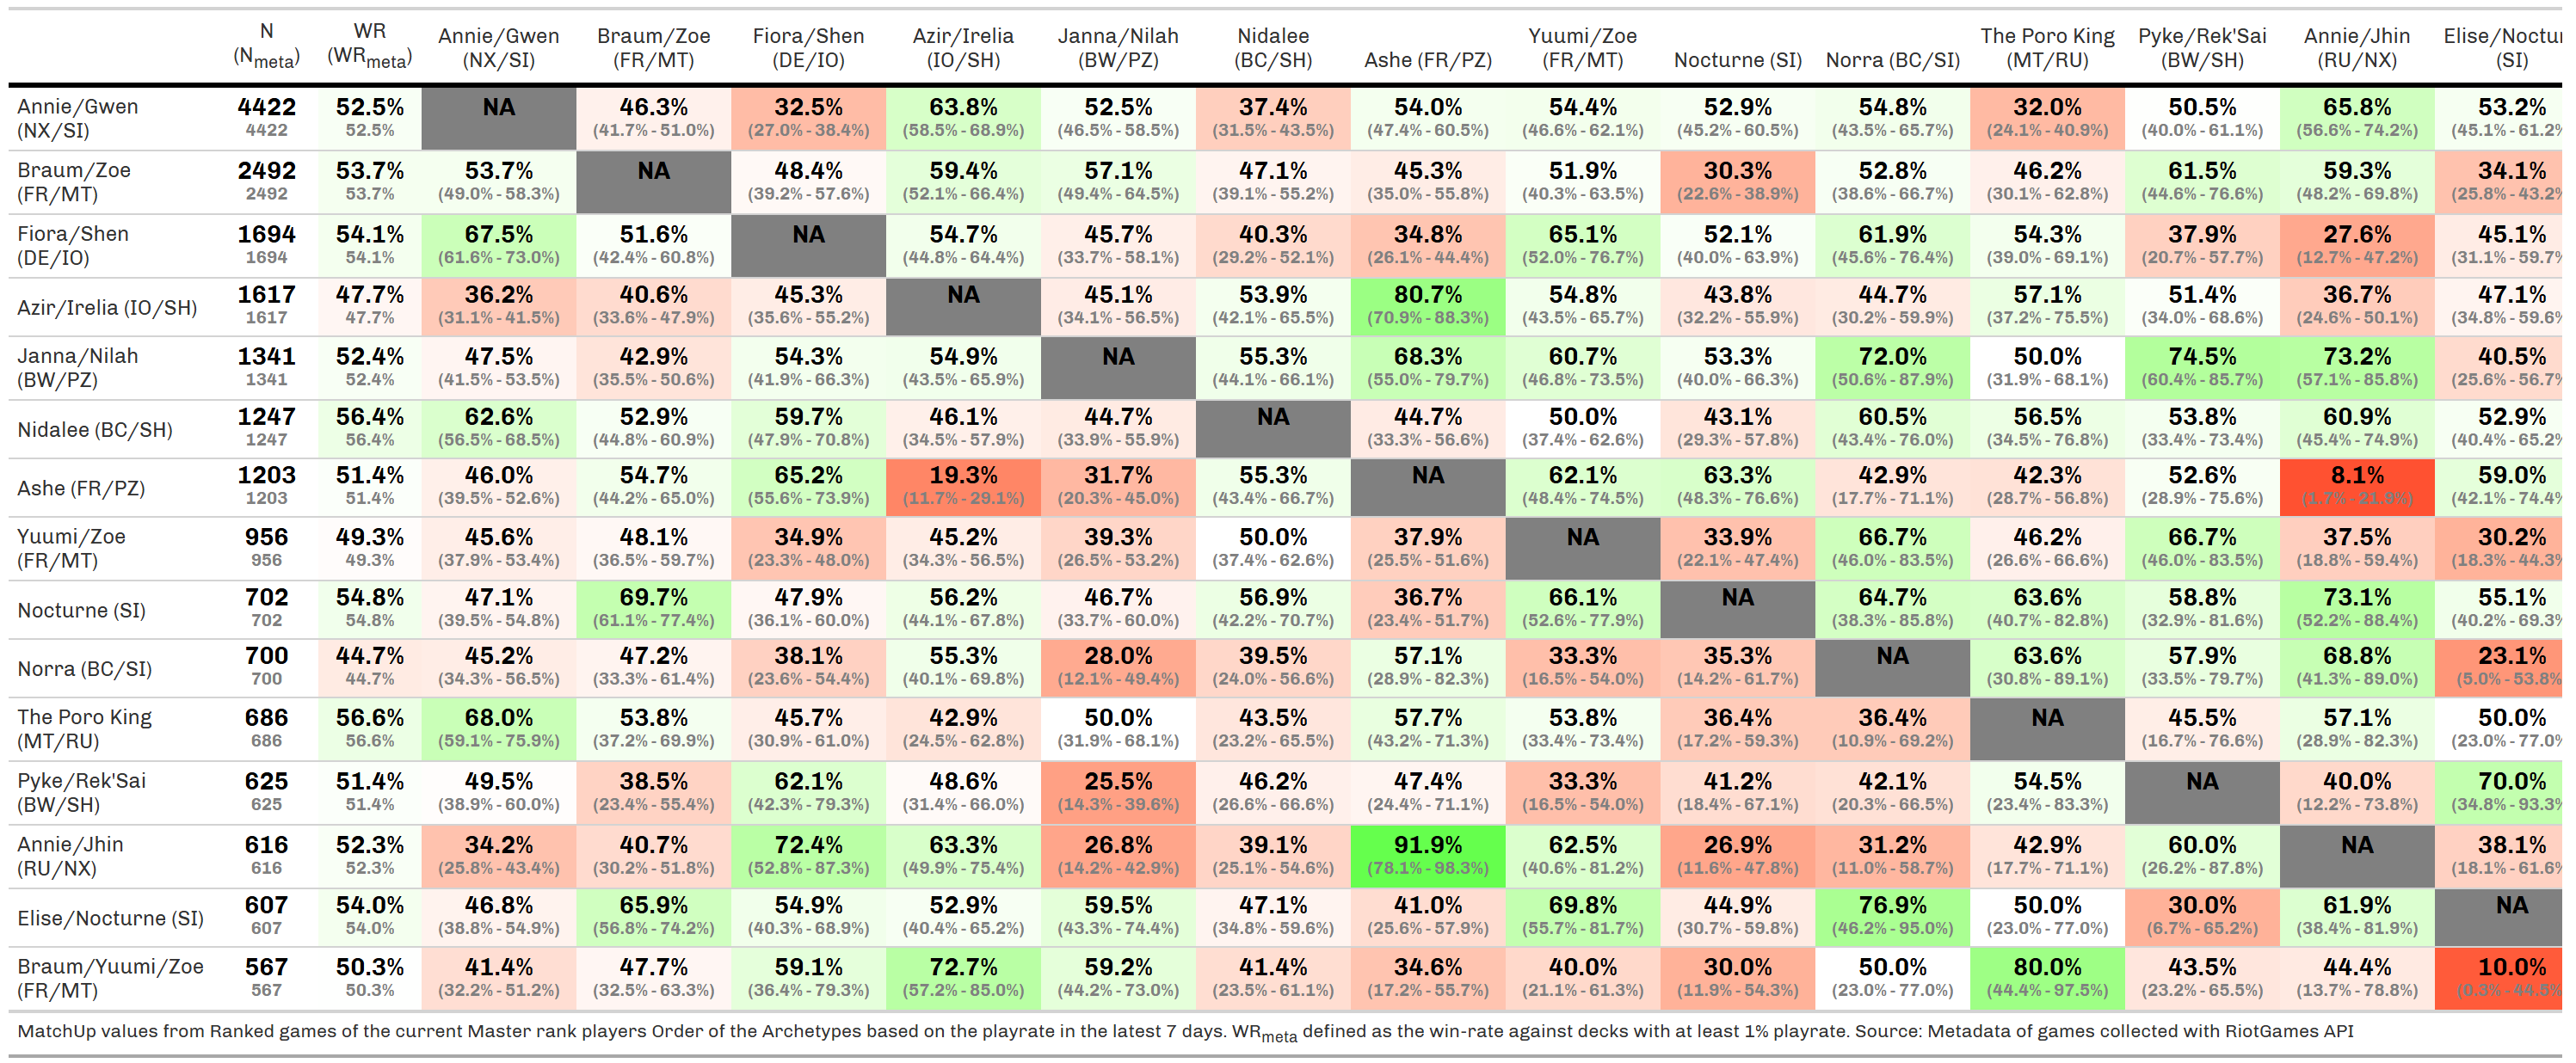 N WR Annie/Gwen Braum/Zoe Fiora/Shen Azir/Irelia Janna/Nilah Nidalee Ashe (FR/PZ) Yuumi/Zoe Nocturne (SI) Norra (BC/SI) The Poro King Pyke/Rek'Sai Annie/Jhin Elise/Noctur
(Nmeta) (WRmeta) (NX/SI) (FR/MT) (DE/IO) (IO/SH) (BW/PZ) (BC/SH) (FR/MT) (MT/RU) (BW/SH) (RU/NX) (SI)
Annie/Gwen 4422 52.5% NA 46.3% 32.5% 63.8% 52.5% 37.4% 54.0% 54.4% 52.9% 54.8% 32.0% 50.5% 65.8% 53.2%
(NX/SI) 4422 52.5% (41.7% - 51.0%) (27.0% - 38.4%) (58.5% - 68.9%) (46.5% - 58.5%) (31.5% - 43.5%) (47.4% - 60.5%) (46.6% - 62.1%) (45.2% - 60.5%) (43.5% - 65.7%) (24.1% - 40.9%) (40.0% - 61.1%) (56.6% - 74.2%) (45.1% - 61.2%
Braum/Zoe 2492 53.7% 53.7% NA 48.4% 59.4% 57.1% 47.1% 45.3% 51.9% 30.3% 52.8% 46.2% 61.5% 59.3% 34.1%
(FR/MT) 2492 53.7% (49.0% - 58.3%) (39.2% - 57.6%) (52.1% - 66.4%) (49.4% - 64.5%) (39.1% - 55.2%) (35.0% - 55.8%) (40.3% - 63.5%) (22.6% - 38.9%) (38.6% - 66.7%) (30.1% - 62.8%) (44.6% - 76.6%) (48.2% - 69.8%) (25.8% - 43.2%
Fiora/Shen 1694 54.1% 67.5% 51.6% NA 54.7% 45.7% 40.3% 34.8% 65.1% 52.1% 61.9% 54.3% 37.9% 27.6% 45.1%
(DE/IO) 1694 54.1% (61.6% - 73.0%) (42.4% - 60.8%) (44.8% - 64.4%) (33.7% - 58.1%) (29.2% - 52.1%) (26.1% - 44.4%) (52.0% - 76.7%) (40.0% - 63.9%) (45.6% - 76.4%) (39.0% - 69.1%) (20.7% - 57.7%) (12.7% - 47.2%) (31.1% - 59.7%
Azir/Irelia (IO/SH) 1617 47.7% 36.2% 40.6% 45.3% NA 45.1% 53.9% 80.7% 54.8% 43.8% 44.7% 57.1% 51.4% 36.7% 47.1%
1617 47.7% (31.1% - 41.5%) (33.6% - 47.9%) (35.6% - 55.2%) (34.1% - 56.5%) (42.1% - 65.5%) (70.9% - 88.3%) (43.5% - 65.7%) (32.2% - 55.9%) (30.2% - 59.9%) (37.2% - 75.5%) (34.0% - 68.6%) (24.6% - 50.1%) (34.8% - 59.6%
Janna/Nilah 1341 52.4% 47.5% 42.9% 54.3% 54.9% NA 55.3% 68.3% 60.7% 53.3% 72.0% 50.0% 74.5% 73.2% 40.5%
(BW/PZ) 1341 52.4% (41.5% - 53.5%) (35.5% - 50.6%) (41.9% - 66.3%) (43.5% - 65.9%) (44.1% - 66.1%) (55.0% - 79.7%) (46.8% - 73.5%) (40.0% - 66.3%) (50.6% - 87.9%) (31.9% - 68.1%) (60.4% - 85.7%) (57.1% - 85.8%) (25.6% - 56.7%
Nidalee (BC/SH) 1247 56.4% 62.6% 52.9% 59.7% 46.1% 44.7% NA 44.7% 50.0% 43.1% 60.5% 56.5% 53.8% 60.9% 52.9%
1247 56.4% (56.5% - 68.5%) (44.8% - 60.9%) (47.9% - 70.8%) (34.5% - 57.9%) (33.9% - 55.9%) (33.3% - 56.6%) (37.4% - 62.6%) (29.3% - 57.8%) (43.4% - 76.0%) (34.5% - 76.8%) (33.4% - 73.4%) (45.4% - 74.9%) (40.4% - 65.2%
Ashe (FR/PZ) 1203 51.4% 46.0% 54.7% 65.2% 19.3% 31.7% 55.3% NA 62.1% 63.3% 42.9% 42.3% 52.6% 8.1% 59.0%
1203 51.4% (39.5% - 52.6%) (44.2% - 65.0%) (55.6% - 73.9%) (11.7% - 29.1%) (20.3% - 45.0%) (43.4% - 66.7%) (48.4% - 74.5%) (48.3% - 76.6%) (17.7% - 71.1%) (28.7% - 56.8%) (28.9% - 75.6%) (1.7% - 21.9%) (42.1% - 74.4%
Yuumi/Zoe 956 49.3% 45.6% 48.1% 34.9% 45.2% 39.3% 50.0% 37.9% NA 33.9% 66.7% 46.2% 66.7% 37.5% 30.2%
(FR/MT) 956 49.3% (37.9% - 53.4%) (36.5% - 59.7%) (23.3% - 48.0%) (34.3% - 56.5%) (26.5% - 53.2%) (37.4% - 62.6%) (25.5% - 51.6%) (22.1% - 47.4%) (46.0% - 83.5%) (26.6% - 66.6%) (46.0% - 83.5%) (18.8% - 59.4%) (18.3% - 44.3%
Nocturne (SI) 702 54.8% 47.1% 69.7% 47.9% 56.2% 46.7% 56.9% 36.7% 66.1% NA 64.7% 63.6% 58.8% 73.1% 55.1%
702 54.8% (39.5% - 54.8%) (61.1% - 77.4%) (36.1% - 60.0%) (44.1% - 67.8%) (33.7% - 60.0%) (42.2% - 70.7%) (23.4% - 51.7%) (52.6% - 77.9%) (38.3% - 85.8%) (40.7% - 82.8%) (32.9% - 81.6%) (52.2% - 88.4%) (40.2% - 69.3%
Norra (BC/SI) 700 44.7% 45.2% 47.2% 38.1% 55.3% 28.0% 39.5% 57.1% 33.3% 35.3% NA 63.6% 57.9% 68.8% 23.1%
700 44.7% (34.3% - 56.5%) (33.3% - 61.4%) (23.6% - 54.4%) (40.1% - 69.8%) (12.1% - 49.4%) (24.0% - 56.6%) (28.9% - 82.3%) (16.5% - 54.0%) (14.2% - 61.7%) (30.8% - 89.1%) (33.5% - 79.7%) (41.3% - 89.0%) (5.0% - 53.8%
The Poro King 686 56.6% 68.0% 53.8% 45.7% 42.9% 50.0% 43.5% 57.7% 53.8% 36.4% 36.4% NA 45.5% 57.1% 50.0%
(MT/RU) 686 56.6% (59.1% - 75.9%) (37.2% - 69.9%) (30.9% - 61.0%) (24.5% - 62.8%) (31.9% - 68.1%) (23.2% - 65.5%) (43.2% - 71.3%) (33.4% - 73.4%) (17.2% - 59.3%) (10.9% - 69.2%) (16.7% - 76.6%) (28.9% - 82.3%) (23.0% - 77.0%
Pyke/Rek'Sai 625 51.4% 49.5% 38.5% 62.1% 48.6% 25.5% 46.2% 47.4% 33.3% 41.2% 42.1% 54.5% NA 40.0% 70.0%
(BW/SH) 625 51.4% (38.9% - 60.0%) (23.4% - 55.4%) (42.3% - 79.3%) (31.4% - 66.0%) (14.3% - 39.6%) (26.6% - 66.6%) (24.4% - 71.1%) (16.5% - 54.0%) (18.4% - 67.1%) (20.3% - 66.5%) (23.4% - 83.3%) (12.2% - 73.8%) (34.8% - 93.3%
Annie/Jhin 616 52.3% 34.2% 40.7% 72.4% 63.3% 26.8% 39.1% 91.9% 62.5% 26.9% 31.2% 42.9% 60.0% NA 38.1%
(RU/NX) 616 52.3% (25.8% - 43.4%) (30.2% - 51.8%) (52.8% - 87.3%) (49.9% - 75.4%) (14.2% - 42.9%) (25.1% - 54.6%) (78.1% - 98.3%) (40.6% - 81.2%) (11.6% - 47.8%) (11.0% - 58.7%) (17.7% - 71.1%) (26.2% - 87.8%) (18.1% - 61.6%
Elise/Nocturne (SI) 607 54.0% 46.8% 65.9% 54.9% 52.9% 59.5% 47.1% 41.0% 69.8% 44.9% 76.9% 50.0% 30.0% 61.9% NA
607 54.0% (38.8% - 54.9%) (56.8% - 74.2%) (40.3% - 68.9%) (40.4% - 65.2%) (43.3% - 74.4%) (34.8% - 59.6%) (25.6% - 57.9%) (55.7% - 81.7%) (30.7% - 59.8%) (46.2% - 95.0%) (23.0% - 77.0%) (6.7% - 65.2%) (38.4% - 81.9%)
Braum/Yuumi/Zoe 567 50.3% 41.4% 47.7% 59.1% 72.7% 59.2% 41.4% 34.6% 40.0% 30.0% 50.0% 80.0% 43.5% 44.4% 10.0%
(FR/MT) 567 50.3% (32.2% - 51.2%) (32.5% - 63.3%) (36.4% - 79.3%) (57.2% - 85.0%) (44.2% - 73.0%) (23.5% - 61.1%) (17.2% - 55.7%) (21.1% - 61.3%) (11.9% - 54.3%) (23.0% - 77.0%) (44.4% - 97.5%) (23.2% - 65.5%) (13.7% - 78.8%) (0.3% - 44.5%
MatchUp values from Ranked games of the current Master rank players Order of the Archetypes based on the playrate in the latest 7 days. WRmeta defined as the win-rate against decks with at least 1% playrate. Source: Metadata of games collected with RiotGames API